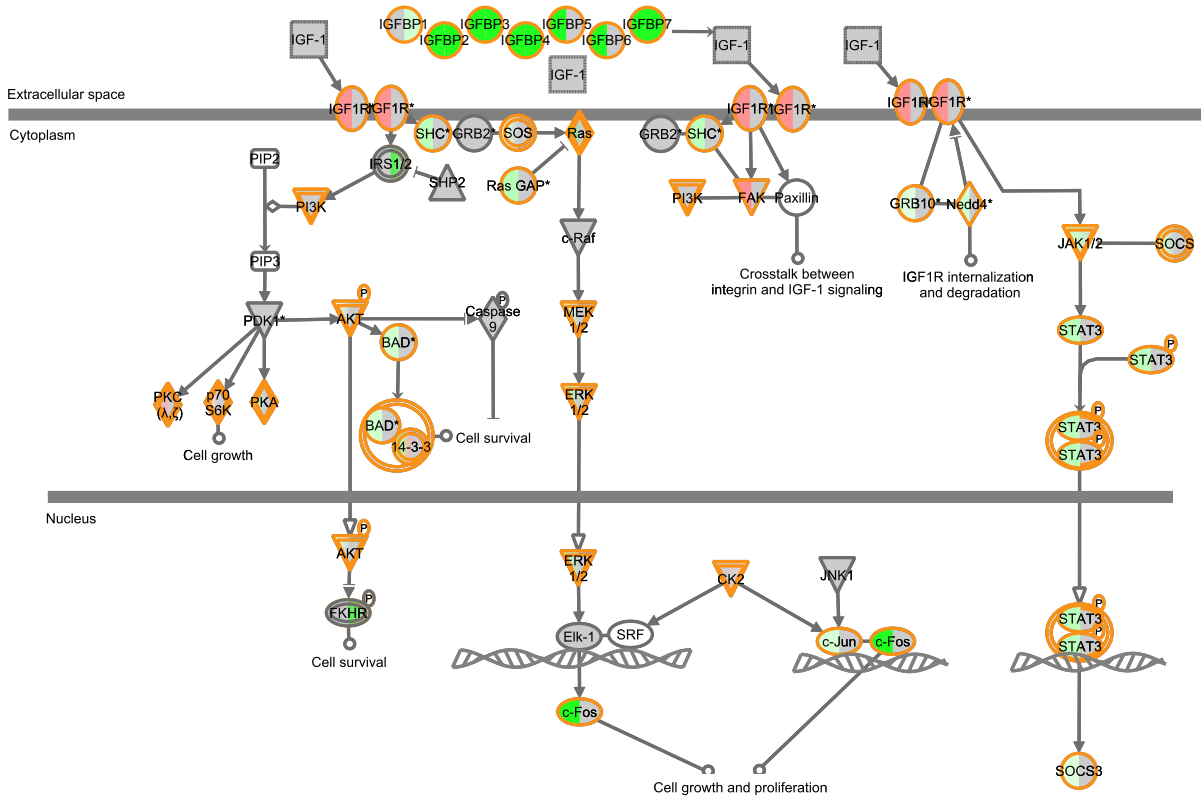 IGFBP1
IGFBP3
IGFBP5
IGFBP7
IGFBP2
IGFBP4
IGFBP6
IGF-1
IGF-1
IGF-1
IGF-1
Extracellular space
IGF1R*
IGF1R*
IGF1R*
IGF1R*
IGF1R*
IGF1R*
Cytoplasm
SHC*
GRB2*
SOS
Ras
GRB2*
SHC*
PIP2
IRS1/2
SHP2
Ras GAP*
PI3K
PI3K
FAK
Paxillin
GRB10*
Nedd4*
c-Raf
JAK1/2
SOCS
PIP3
Crosstalk between
integrin and IGF-1 signaling
IGF1R internalization
and degradation
P
P
PDK1*
AKT
Caspase
9
MEK
1/2
BAD*
STAT3
P
STAT3
PKC
(λ,ζ)
p70
S6K
PKA
ERK
1/2
P
BAD*
STAT3
P
14-3-3
Cell survival
STAT3
Cell growth
Nucleus
P
AKT
ERK
1/2
CK2
JNK1
P
FKHR
P
STAT3
P
STAT3
Elk-1
SRF
c-Jun
c-Fos
Cell survival
c-Fos
SOCS3
Cell growth and proliferation